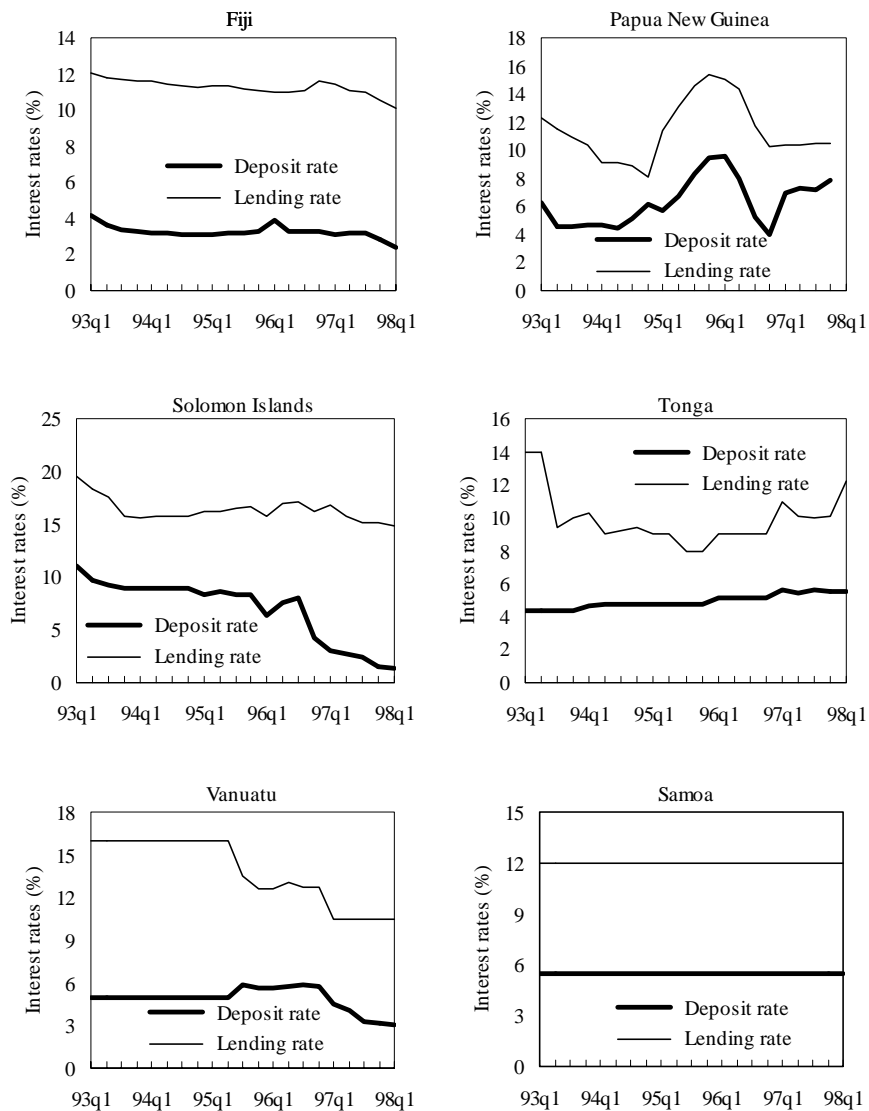 Fiji
14
12
10
8
6
4
2
0
Interest rates (%)
Deposit rate
Lending rate
93q1 94q1 95q1 96q1 97q1 98q1
Papua New Guinea
18
16
14
12
10
8
6
4
2
0
Interest rates (%)
Deposit rate
Lending rate
93q1 94q1 95q1 96q1 97q1 98q1
Solomon Islands
25
20
15
10
5
0
Interest rates (%)
Deposit rate
Lending rate
93q1 94q1 95q1 96q1 97q1 98q1
Tonga
16
14
12
10
8
6
4
2
0
Interest rates (%)
Deposit rate
Lending rate
93q1 94q1 95q1 96q1 97q1 98q1
Vanuatu
18
15
12
9
6
3
0
Interest rates (%)
Deposit rate
Lending rate
93q1 94q1 95q1 96q1 97q1 98q1
Samoa
15
12
9
6
3
0
Interest rates (%)
Deposit rate
Lending rate
93q1 94q1 95q1 96q1 97q1 98q1